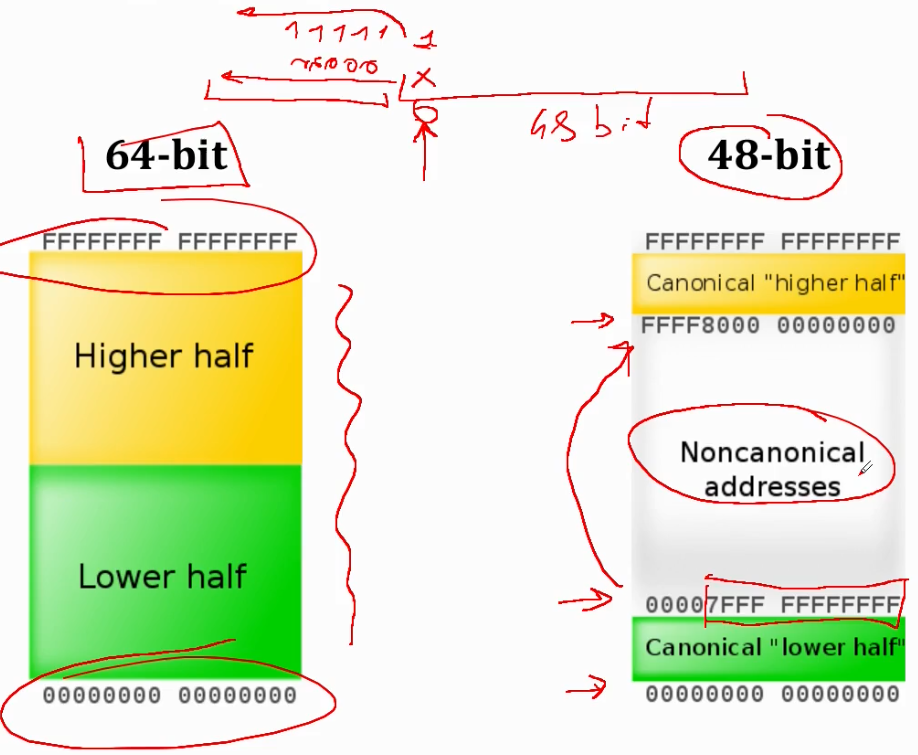 11111 1
0000 X
0
48 bit
64-bit
48-bit
FFFFFFFF FFFFFFFF
Higher half
Lower half
00000000 00000000
FFFFFFFF FFFFFFFF
Canonical "higher half"
FFFF8000 00000000
Noncanonical
addresses
00007FFF FFFFFFFF
Canonical "lower half"
00000000 00000000